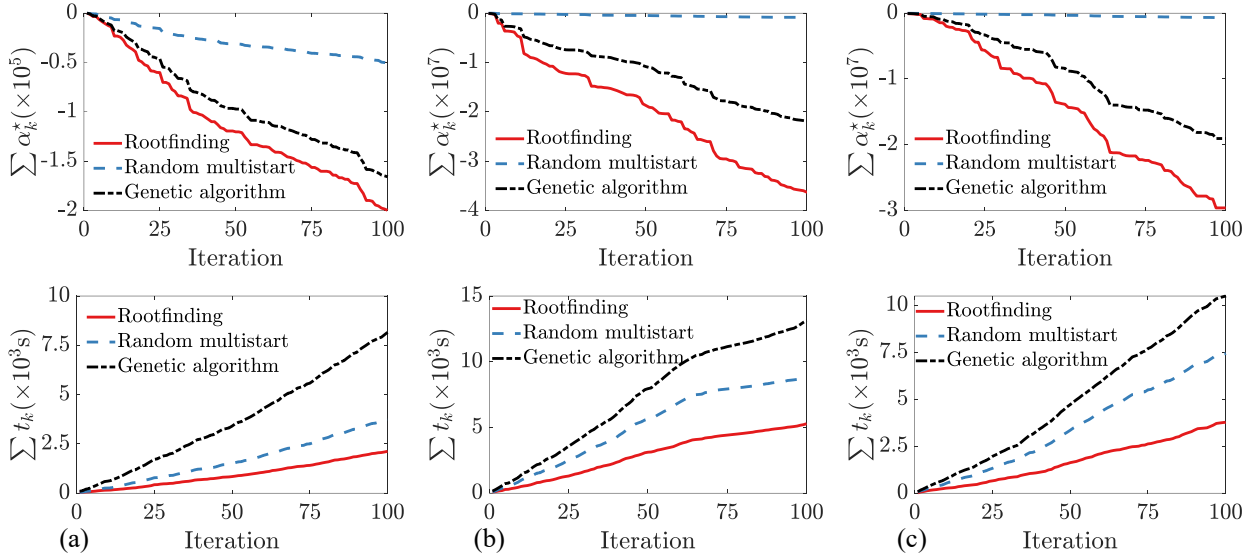 0
-0.5
-1
-1.5
-2
∑ α⋆k (×10^5)
Rootfinding
Random multistart
Genetic algorithm
0 25 50 75 100
Iteration
0
-1
-2
-3
-4
∑ α⋆k (×10^7)
Rootfinding
Random multistart
Genetic algorithm
0 25 50 75 100
Iteration
0
-1
-2
-3
∑ α⋆k (×10^7)
Rootfinding
Random multistart
Genetic algorithm
0 25 50 75 100
Iteration
10
7.5
5
2.5
0
∑ tk (×10^3s)
Rootfinding
Random multistart
Genetic algorithm
0 25 50 75 100
(a) Iteration
15
10
5
0
∑ tk (×10^3s)
Rootfinding
Random multistart
Genetic algorithm
0 25 50 75 100
(b) Iteration
10
7.5
5
2.5
0
∑ tk (×10^3s)
Rootfinding
Random multistart
Genetic algorithm
0 25 50 75 100
(c) Iteration